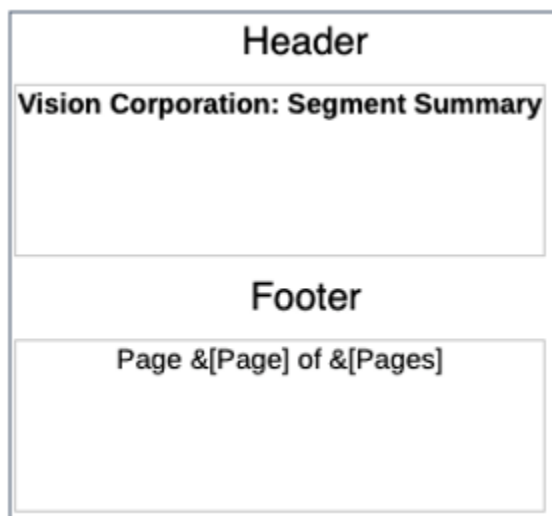 Header
Vision Corporation: Segment Summary
Footer
Page &[Page] of &[Pages]